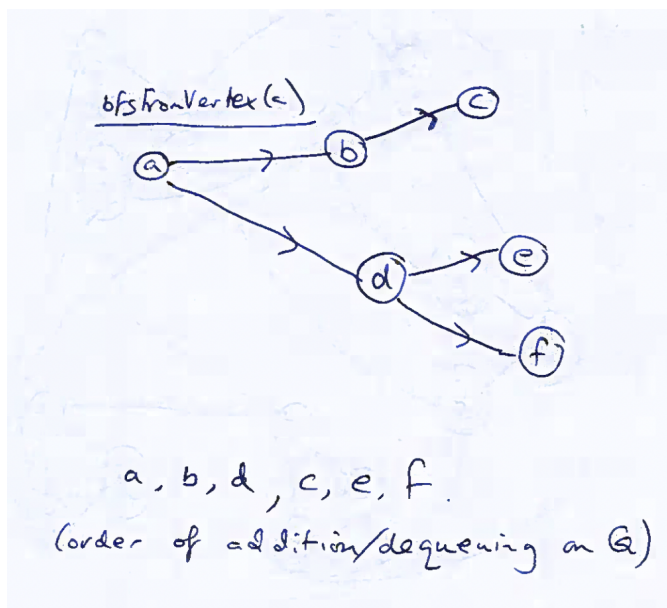 bfsFromVertex(a)
c
a
b
e
d
f
a, b, d, c, e, f.
(order of addition/dequeuing on Q)